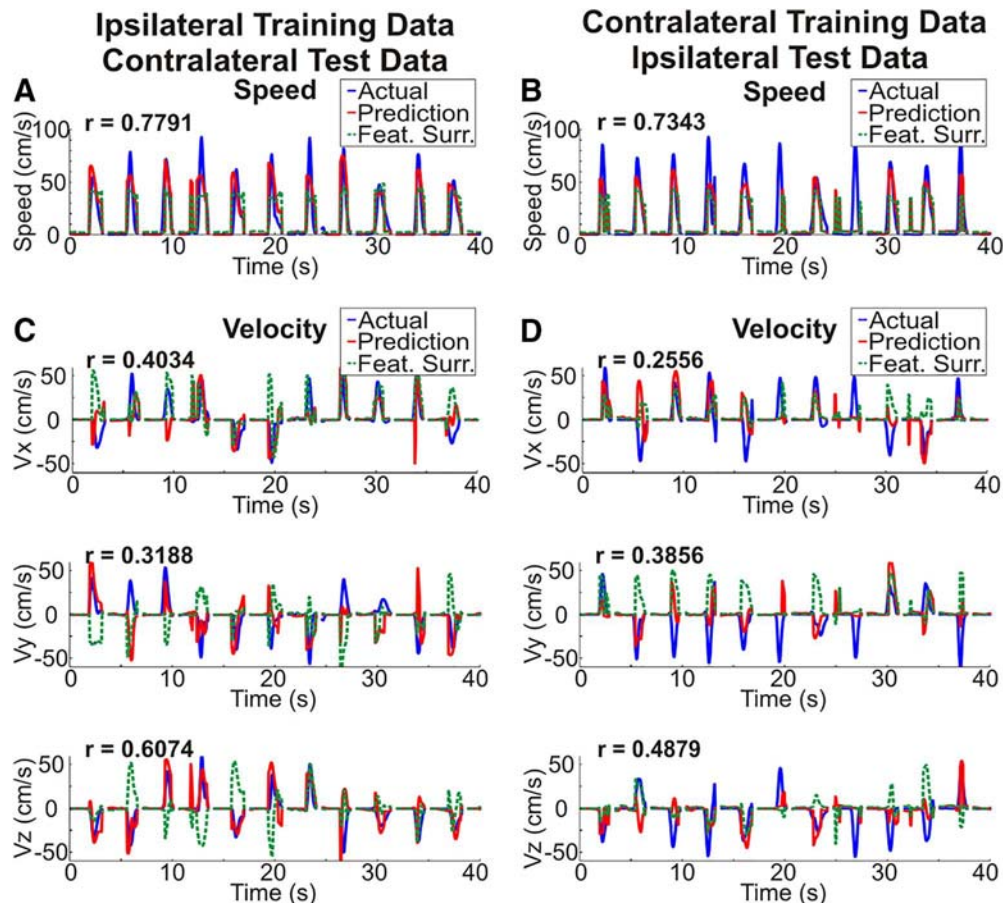 Ipsilateral Training Data
Contralateral Test Data
Contralateral Training Data
Ipsilateral Test Data
A
Speed
Actual
Prediction
Feat. Surr.
r = 0.7791
Speed (cm/s)
100
50
0
0 10 20 30 40
Time (s)
B
Speed
Actual
Prediction
Feat. Surr.
r = 0.7343
Speed (cm/s)
100
50
0
0 10 20 30 40
Time (s)
C
Velocity
Actual
Prediction
Feat. Surr.
r = 0.4034
Vx (cm/s)
50
0
-50
0 10 20 30 40
Time (s)
r = 0.3188
Vy (cm/s)
50
0
-50
0 10 20 30 40
Time (s)
r = 0.6074
Vz (cm/s)
50
0
-50
0 10 20 30 40
Time (s)
D
Velocity
Actual
Prediction
Feat. Surr.
r = 0.2556
Vx (cm/s)
50
0
-50
0 10 20 30 40
Time (s)
r = 0.3856
Vy (cm/s)
50
0
-50
0 10 20 30 40
Time (s)
r = 0.4879
Vz (cm/s)
50
0
-50
0 10 20 30 40
Time (s)